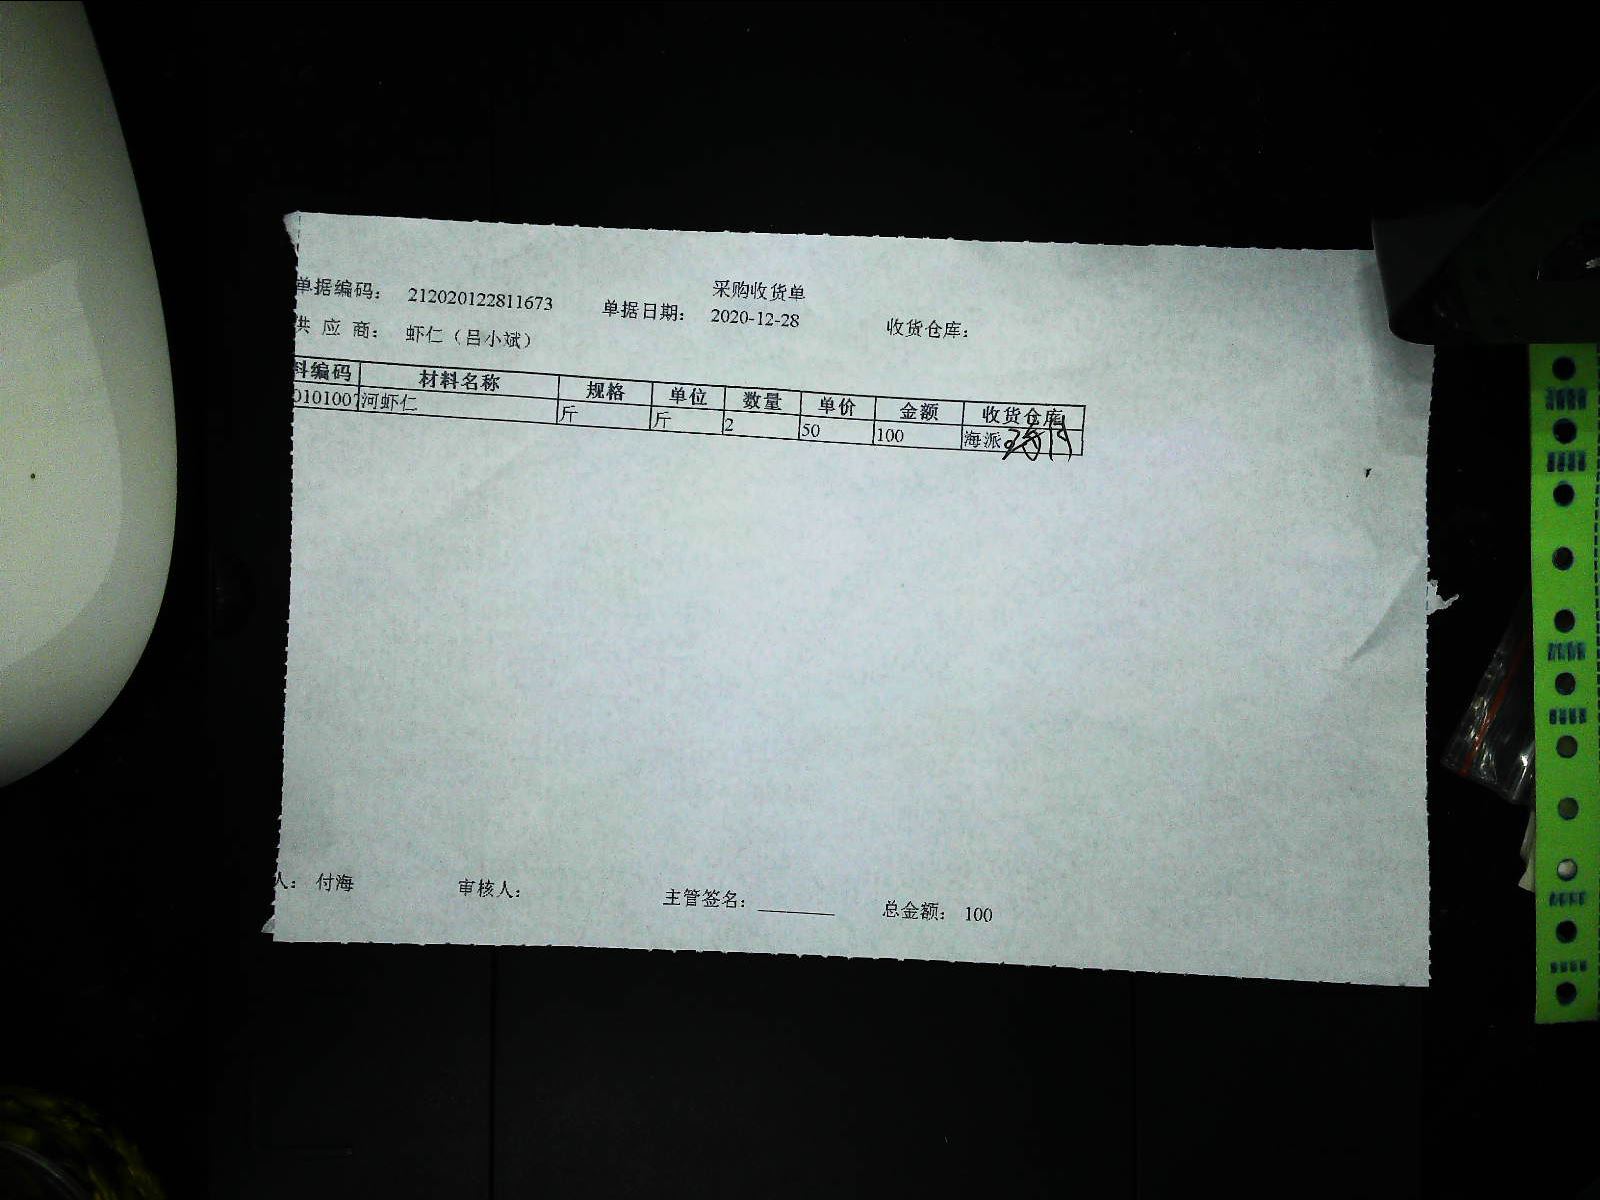 采购收货单
单据编码： 212020122811673 单据日期： 2020-12-28 收货仓库：
供 应 商： 虾仁（吕小斌）
料编码 材料名称 规格 单位 数量 单价 金额 收货仓库
0101007 河虾仁 斤 斤 2 50 100 海派
人： 付海 审核人： 主管签名： 总金额： 100